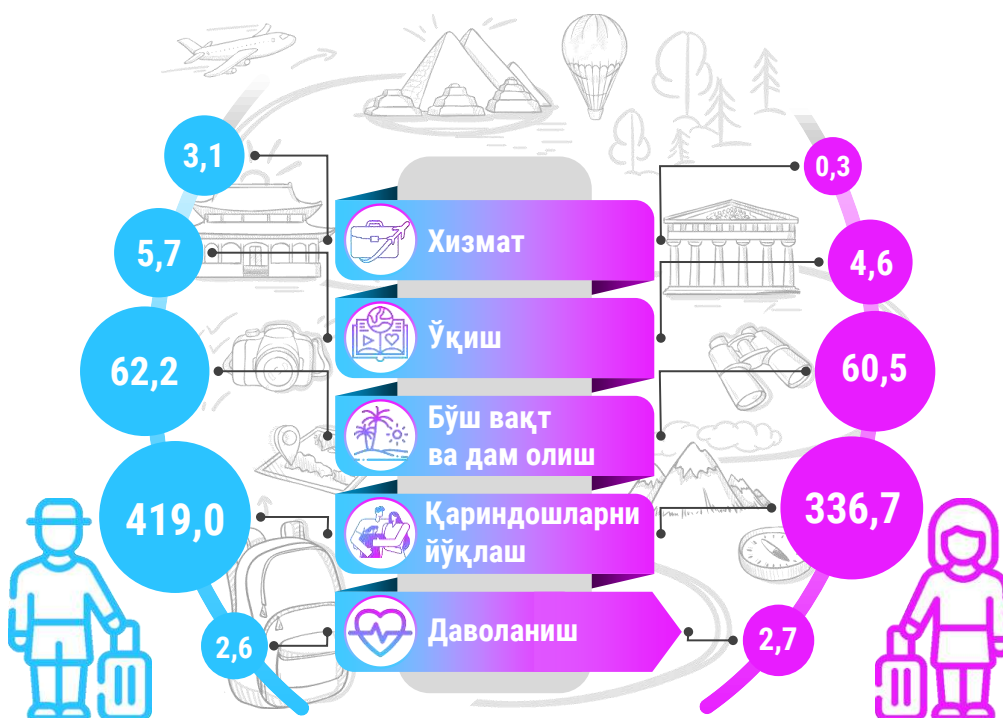 3,1
Хизмат
0,3
5,7
Ўқиш
4,6
62,2
Бўш вақт
ва дам олиш
60,5
419,0
Қариндошларни
йўқлаш
336,7
2,6
Даволаниш
2,7